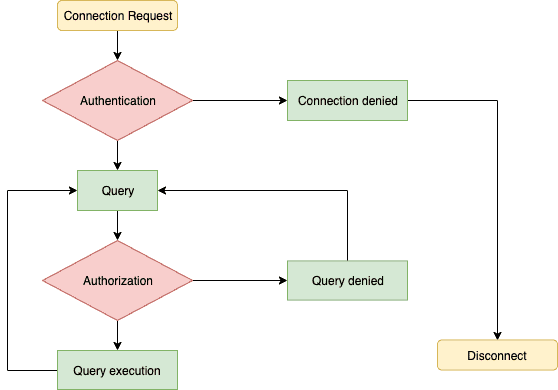 Connection Request
Authentication
Connection denied
Query
Authorization
Query denied
Query execution
Disconnect